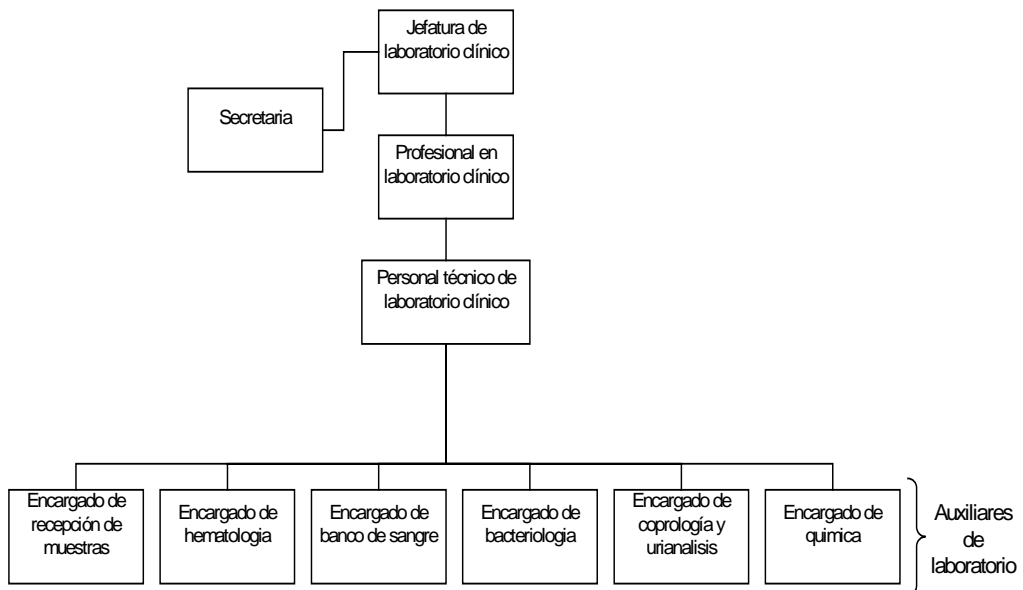 Jefatura de
laboratorio clínico
Secretaria
Profesional en
laboratorio clínico
Personal técnico de
laboratorio clínico
Encargado de
recepción de
muestras
Encargado de
hematologia
Encargado de
banco de sangre
Encargado de
bacteriologia
Encargado de
coprología y
urianalisis
Encargado de
quimica
Auxiliares
de
laboratorio